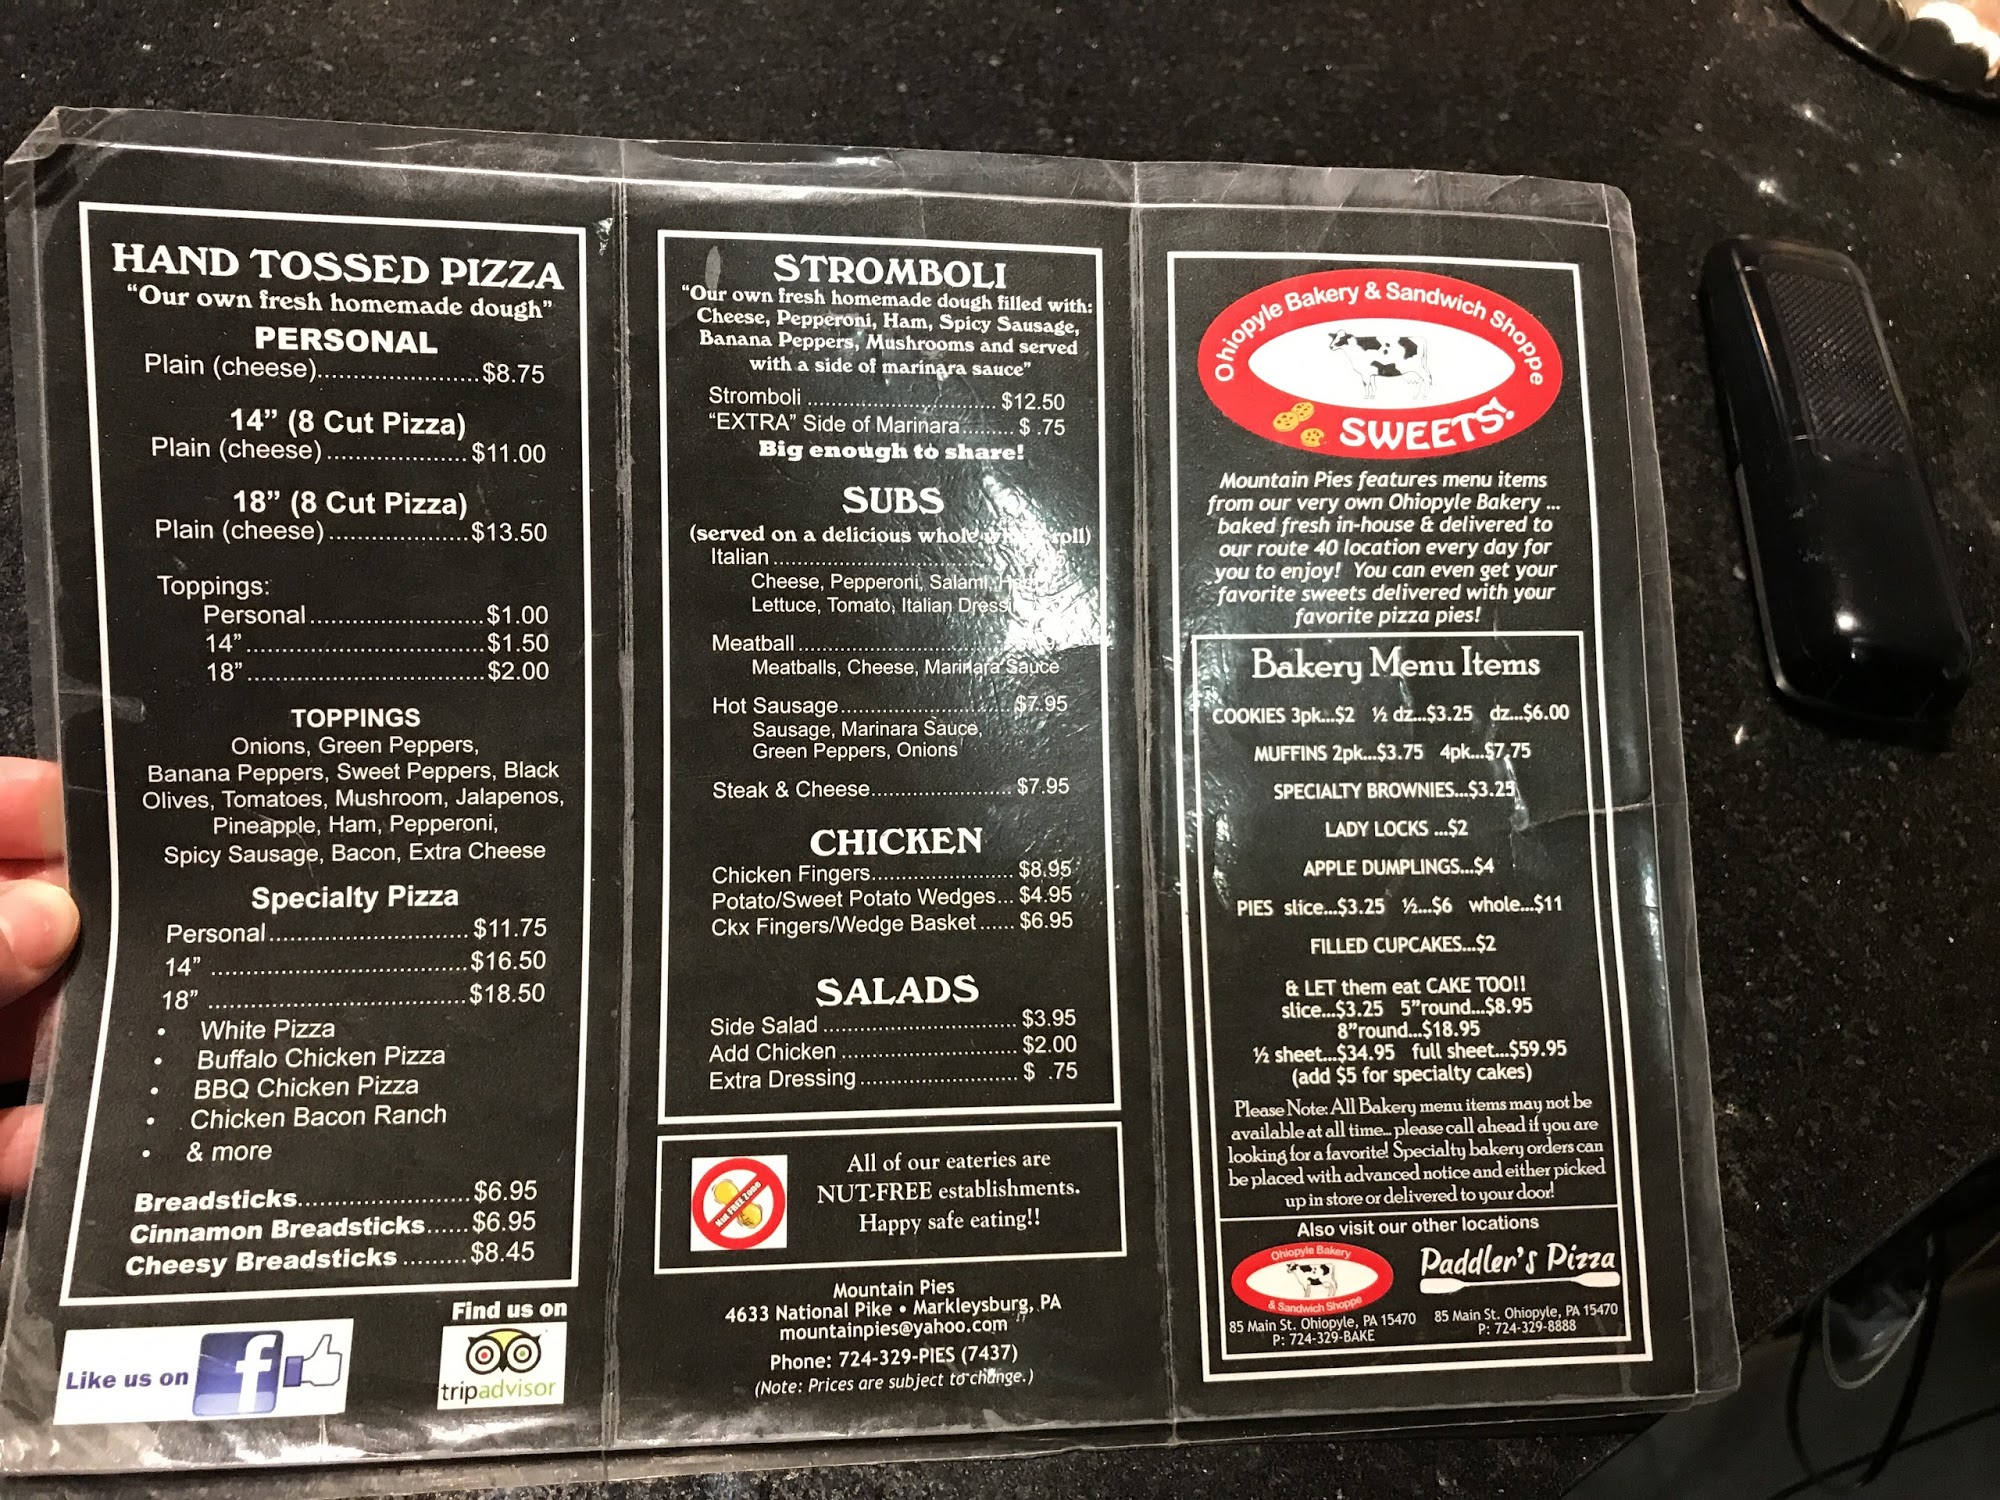 HAND TOSSED PIZZA
"Our own fresh homemade dough"
PERSONAL
Plain (cheese)........................$8.75
14" (8 Cut Pizza)
Plain (cheese).....................$11.00
18" (8 Cut Pizza)
Plain (cheese).....................$13.50
Toppings:
Personal.........................$1.00
14"...................................$1.50
18"...................................$2.00
TOPPINGS
Onions, Green Peppers,
Banana Peppers, Sweet Peppers, Black
Olives, Tomatoes, Mushroom, Jalapenos,
Pineapple, Ham, Pepperoni,
Spicy Sausage, Bacon, Extra Cheese
Specialty Pizza
Personal.............................$11.75
14" .....................................$16.50
18" .....................................$18.50
• White Pizza
• Buffalo Chicken Pizza
• BBQ Chicken Pizza
• Chicken Bacon Ranch
• & more
Breadsticks.........................$6.95
Cinnamon Breadsticks......$6.95
Cheesy Breadsticks .........$8.45
Like us on f
Find us on
tripadvisor
STROMBOLI
"Our own fresh homemade dough filled with:
Cheese, Pepperoni, Ham, Spicy Sausage,
Banana Peppers, Mushrooms and served
with a side of marinara sauce"
Stromboli ............................ $12.50
"EXTRA" Side of Marinara......... $ .75
Big enough to share!
SUBS
(served on a delicious whole roll)
Italian
Cheese, Pepperoni, Salami,
Lettuce, Tomato, Italian
Meatball
Meatballs, Cheese, Marinara Sauce
Hot Sausage......................... $7.95
Sausage, Marinara Sauce,
Green Peppers, Onions
Steak & Cheese..................... $7.95
CHICKEN
Chicken Fingers..................... $8.95
Potato/Sweet Potato Wedges... $4.95
Ckx Fingers/Wedge Basket...... $6.95
SALADS
Side Salad ............................. $3.95
Add Chicken .......................... $2.00
Extra Dressing........................ $ .75
Nut FREE Zone
All of our eateries are
NUT-FREE establishments.
Happy safe eating!!
Mountain Pies
4633 National Pike • Markleysburg, PA
mountainpies@yahoo.com
Phone: 724-329-PIES (7437)
(Note: Prices are subject to change.)
Ohiopyle Bakery & Sandwich Shoppe
SWEETS!
Mountain Pies features menu items
from our very own Ohiopyle Bakery ...
baked fresh in-house & delivered to
our route 40 location every day for
you to enjoy! You can even get your
favorite sweets delivered with your
favorite pizza pies!
Bakery Menu Items
COOKIES 3pk...$2 ½ dz...$3.25 dz...$6.00
MUFFINS 2pk...$3.75 4pk...$7.75
SPECIALTY BROWNIES...$3.25
LADY LOCKS ...$2
APPLE DUMPLINGS...$4
PIES slice...$3.25 ½...$6 whole...$11
FILLED CUPCAKES...$2
& LET them eat CAKE TOO!!
slice...$3.25 5"round...$8.95
8"round...$18.95
½ sheet...$34.95 full sheet...$59.95
(add $5 for specialty cakes)
Please Note: All Bakery menu items may not be
available at all time... please call ahead if you are
looking for a favorite! Specialty bakery orders can
be placed with advanced notice and either picked
up in store or delivered to your door!
Also visit our other locations
Ohiopyle Bakery
& Sandwich Shoppe
85 Main St. Ohiopyle, PA 15470
P: 724-329-BAKE
Paddler's Pizza
85 Main St. Ohiopyle, PA 15470
P: 724-329-8888